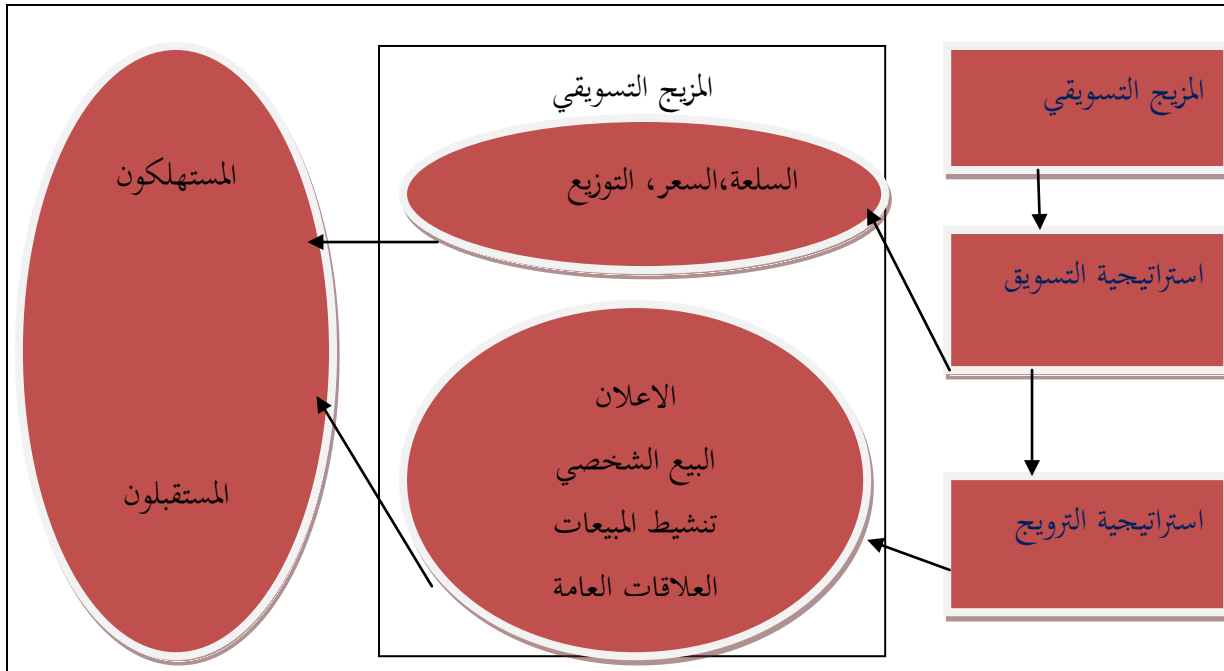 المزيج التسويقي
استراتيجية التسويق
استراتيجية الترويج
المزيج التسويقي
السلعة،السعر، التوزيع
الاعلان
البيع الشخصي
تنشيط المبيعات
العلاقات العامة
المستهلكون
المستقبلون